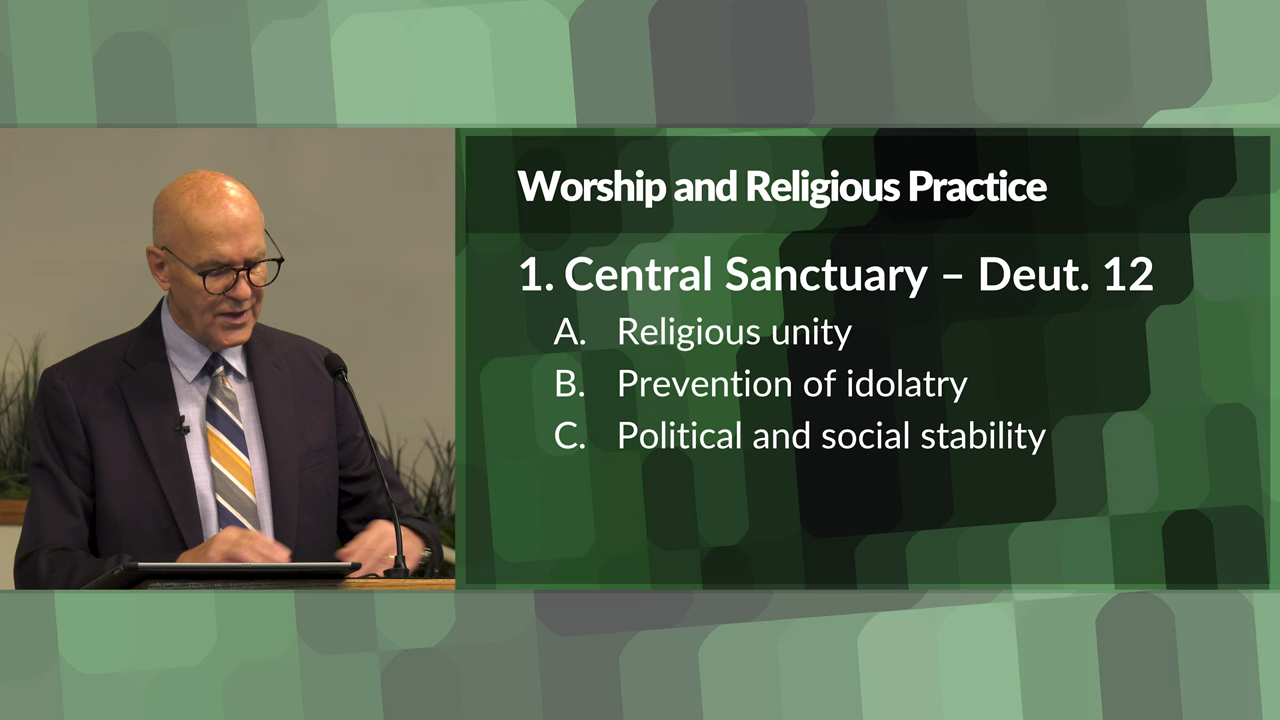 Worship and Religious Practice
1. Central Sanctuary – Deut. 12
A. Religious unity
B. Prevention of idolatry
C. Political and social stability